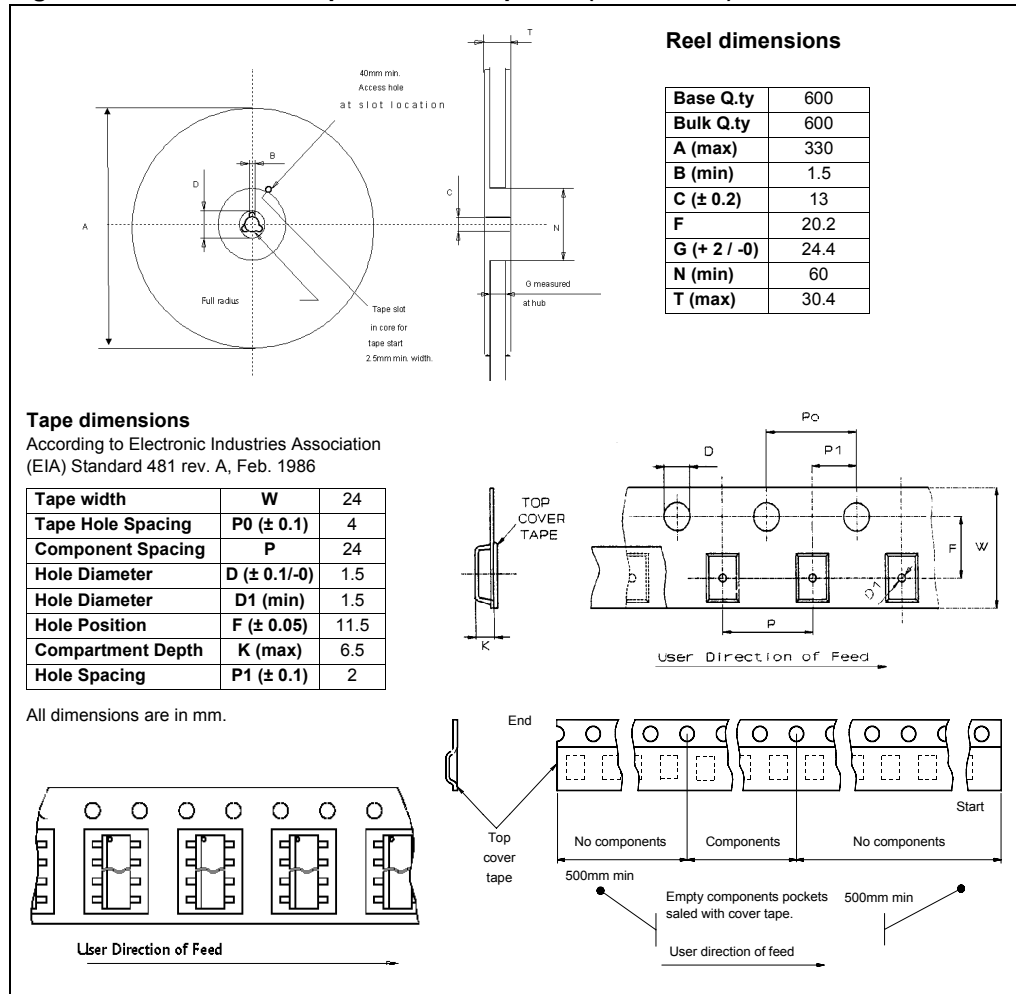 T
Reel dimensions
40mm min.
Access hole
at slot location
B
D
A
C
N
Full radius
Tape slot
in core for
tape start
2.5mm min. width.
G measured
at hub
Base Q.ty 600
Bulk Q.ty 600
A (max) 330
B (min) 1.5
C (± 0.2) 13
F 20.2
G (+ 2 / -0) 24.4
N (min) 60
T (max) 30.4
Tape dimensions
According to Electronic Industries Association
(EIA) Standard 481 rev. A, Feb. 1986
Tape width W 24
Tape Hole Spacing P0 (± 0.1) 4
Component Spacing P 24
Hole Diameter D (± 0.1/-0) 1.5
Hole Diameter D1 (min) 1.5
Hole Position F (± 0.05) 11.5
Compartment Depth K (max) 6.5
Hole Spacing P1 (± 0.1) 2
All dimensions are in mm.
Po
D
P1
TOP
COVER
TAPE
F
W
D1
K
P
User Direction of Feed
End
Start
Top
cover
tape
No components
Components
No components
500mm min
Empty components pockets
saled with cover tape.
500mm min
User direction of feed
User Direction of Feed